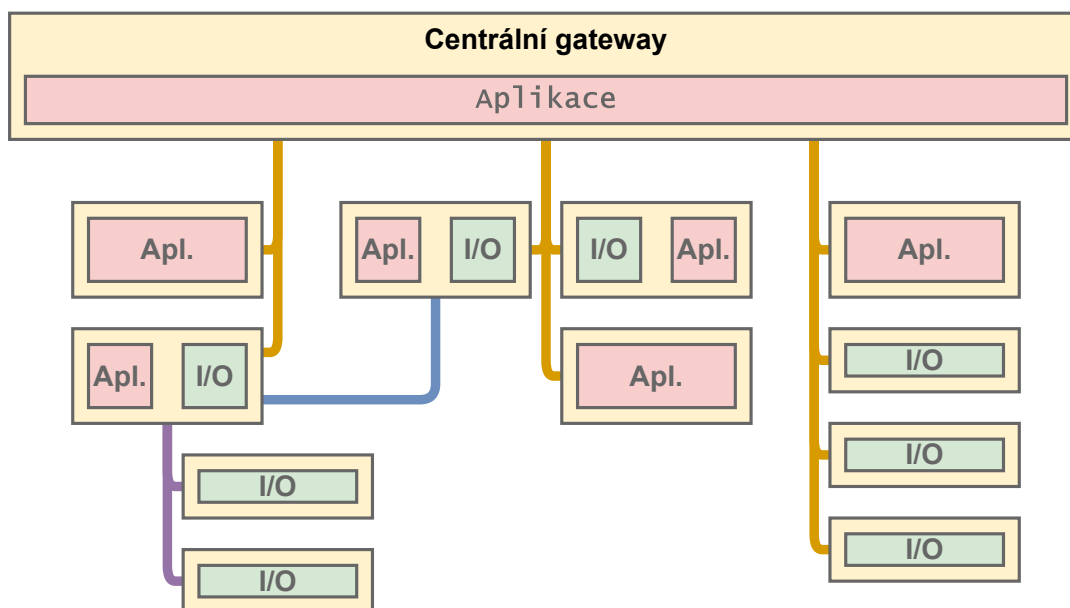 Centrální gateway
Aplikace
Apl.
Apl. I/O
I/O Apl.
Apl.
Apl. I/O
Apl.
I/O
I/O
I/O
I/O
I/O